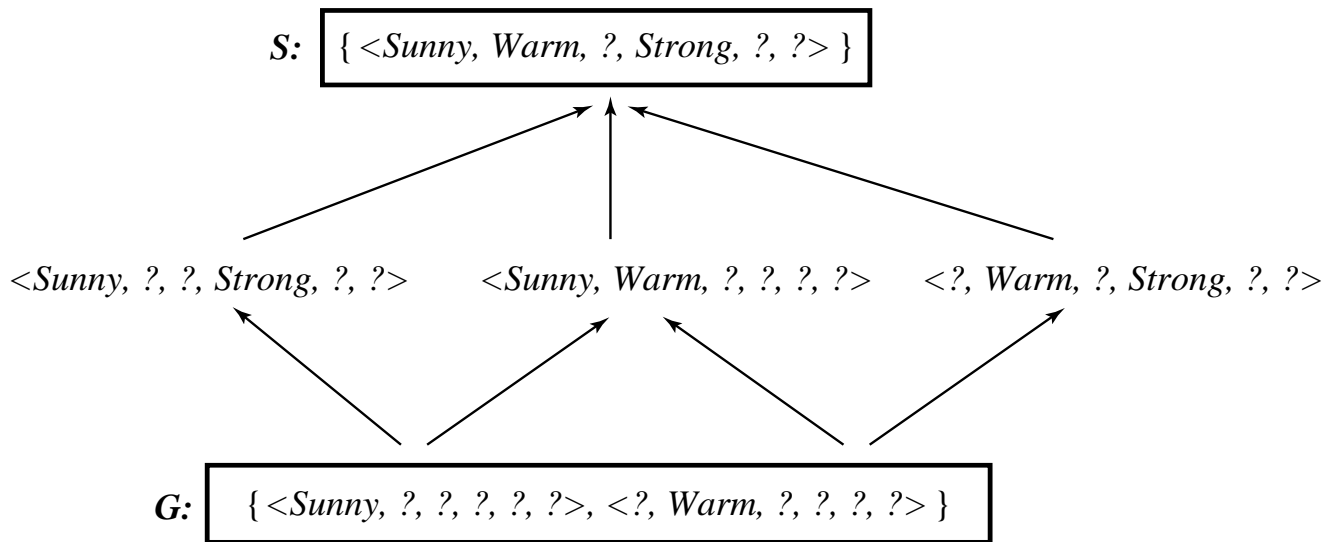 S: { <Sunny, Warm, ?, Strong, ?, ?> }
<Sunny, ?, ?, Strong, ?, ?> <Sunny, Warm, ?, ?, ?, ?> <?, Warm, ?, Strong, ?, ?>
G: { <Sunny, ?, ?, ?, ?, ?>, <?, Warm, ?, ?, ?, ?> }